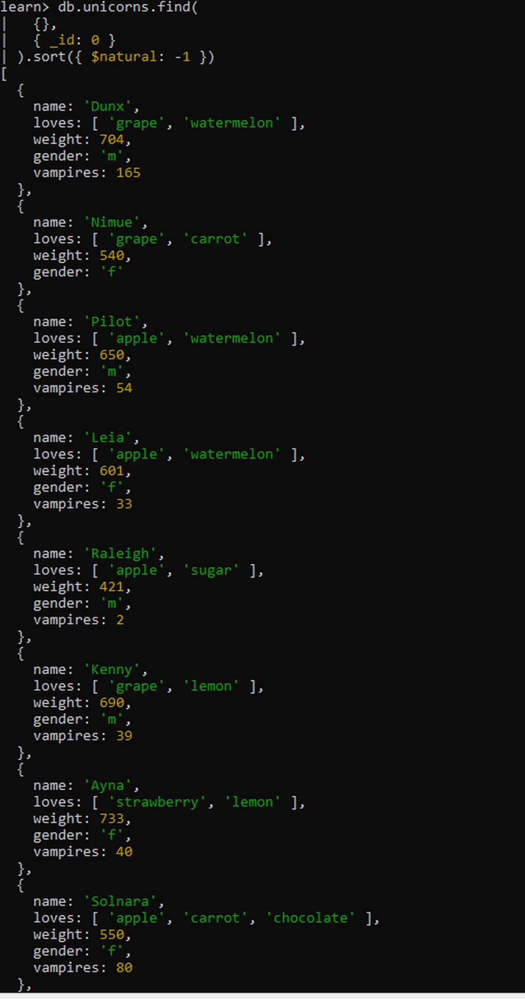 learn> db.unicorns.find(
|   {},
|   { _id: 0 }
| ).sort({ $natural: -1 })
[
  {
    name: 'Dunx',
    loves: [ 'grape', 'watermelon' ],
    weight: 704,
    gender: 'm',
    vampires: 165
  },
  {
    name: 'Nimue',
    loves: [ 'grape', 'carrot' ],
    weight: 540,
    gender: 'f'
  },
  {
    name: 'Pilot',
    loves: [ 'apple', 'watermelon' ],
    weight: 650,
    gender: 'm',
    vampires: 54
  },
  {
    name: 'Leia',
    loves: [ 'apple', 'watermelon' ],
    weight: 601,
    gender: 'f',
    vampires: 33
  },
  {
    name: 'Raleigh',
    loves: [ 'apple', 'sugar' ],
    weight: 421,
    gender: 'm',
    vampires: 2
  },
  {
    name: 'Kenny',
    loves: [ 'grape', 'lemon' ],
    weight: 690,
    gender: 'm',
    vampires: 39
  },
  {
    name: 'Ayna',
    loves: [ 'strawberry', 'lemon' ],
    weight: 733,
    gender: 'f',
    vampires: 40
  },
  {
    name: 'Solnara',
    loves: [ 'apple', 'carrot', 'chocolate' ],
    weight: 550,
    gender: 'f',
    vampires: 80
  },